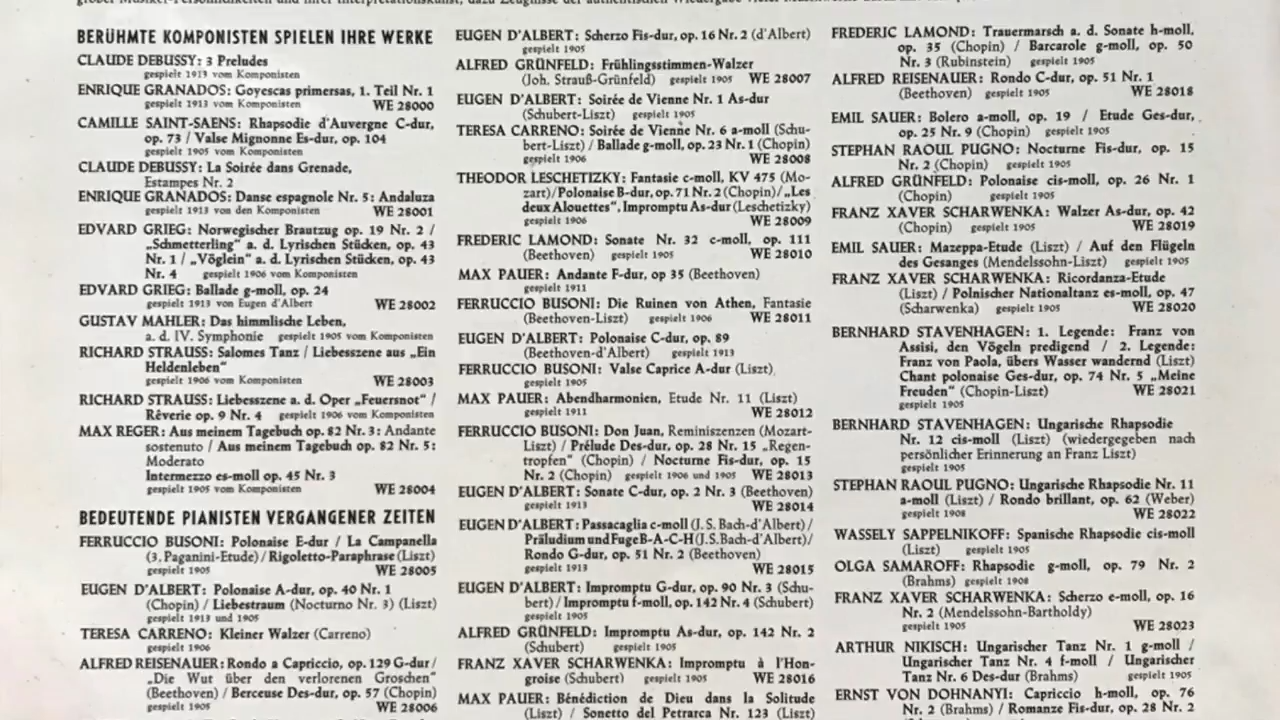 BERÜHMTE KOMPONISTEN SPIELEN IHRE WERKE
CLAUDE DEBUSSY: 3 Preludes
gespielt 1913 vom Komponisten
ENRIQUE GRANADOS: Goyescas primersas, 1. Teil Nr. 1
gespielt 1913 vom Komponisten WE 28000
CAMILLE SAINT-SAENS: Rhapsodie d'Auvergne C-dur,
op. 73 / Valse Mignonne Es-dur, op. 104
gespielt 1905 vom Komponisten
CLAUDE DEBUSSY: La Soirée dans Grenade,
Estampes Nr. 2
ENRIQUE GRANADOS: Danse espagnole Nr. 5: Andaluza
gespielt 1913 von den Komponisten WE 28001
EDVARD GRIEG: Norwegischer Brautzug op. 19 Nr. 2 /
„Schmetterling" a. d. Lyrischen Stücken, op. 43
Nr. 1 / „Vöglein" a. d. Lyrischen Stücken, op. 43
Nr. 4 gespielt 1906 vom Komponisten
EDVARD GRIEG: Ballade g-moll, op. 24
gespielt 1913 von Eugen d'Albert WE 28002
GUSTAV MAHLER: Das himmlische Leben,
a. d. IV. Symphonie gespielt 1905 vom Komponisten
RICHARD STRAUSS: Salomes Tanz / Liebesszene aus „Ein
Heldenleben"
gespielt 1906 vom Komponisten WE 28003
RICHARD STRAUSS: Liebesszene a. d. Oper „Feuersnot" /
Rêverie op. 9 Nr. 4 gespielt 1906 vom Komponisten
MAX REGER: Aus meinem Tagebuch op. 82 Nr. 3: Andante
sostenuto / Aus meinem Tagebuch op. 82 Nr. 5:
Moderato
Intermezzo es-moll op. 45 Nr. 3
gespielt 1905 vom Komponisten WE 28004
BEDEUTENDE PIANISTEN VERGANGENER ZEITEN
FERRUCCIO BUSONI: Polonaise E-dur / La Campanella
(3. Paganini-Etude) / Rigoletto-Paraphrase (Liszt)
gespielt 1905 WE 28005
EUGEN D'ALBERT: Polonaise A-dur, op. 40 Nr. 1
(Chopin) / Liebestraum (Nocturno Nr. 3) (Liszt)
gespielt 1913 und 1905
TERESA CARRENO: Kleiner Walzer (Carreno)
gespielt 1906
ALFRED REISENAUER: Rondo a Capriccio, op. 129 G-dur /
„Die Wut über den verlorenen Groschen"
(Beethoven) / Berceuse Des-dur, op. 57 (Chopin)
gespielt 1905 WE 28006
EUGEN D'ALBERT: Scherzo Fis-dur, op. 16 Nr. 2 (d'Albert)
gespielt 1905
ALFRED GRÜNFELD: Frühlingsstimmen-Walzer
(Joh. Strauß-Grünfeld) gespielt 1905 WE 28007
EUGEN D'ALBERT: Soirée de Vienne Nr. 1 As-dur
(Schubert-Liszt) gespielt 1905
TERESA CARRENO: Soirée de Vienne Nr. 6 a-moll (Schu-
bert-Liszt) / Ballade g-moll, op. 23 Nr. 1 (Chopin)
gespielt 1906 WE 28008
THEODOR LESCHETIZKY: Fantasie c-moll, KV 475 (Mo-
zart)/Polonaise B-dur, op. 71 Nr. 2 (Chopin)/„Les
deux Alouettes", Impromptu As-dur (Leschetizky)
gespielt 1906 WE 28009
FREDERIC LAMOND: Sonate Nr. 32 c-moll, op. 111
(Beethoven) gespielt 1905 WE 28010
MAX PAUER: Andante F-dur, op 35 (Beethoven)
gespielt 1911
FERRUCCIO BUSONI: Die Ruinen von Athen, Fantasie
(Beethoven-Liszt) gespielt 1906 WE 28011
EUGEN D'ALBERT: Polonaise C-dur, op. 89
(Beethoven-d'Albert) gespielt 1913
FERRUCCIO BUSONI: Valse Caprice A-dur (Liszt)
gespielt 1905
MAX PAUER: Abendharmonien, Etude Nr. 11 (Liszt)
gespielt 1911 WE 28012
FERRUCCIO BUSONI: Don Juan, Reminiszenzen (Mozart-
Liszt) / Prélude Des-dur, op. 28 Nr. 15 „Regen-
tropfen" (Chopin) / Nocturne Fis-dur, op. 15
Nr. 2 (Chopin) gespielt 1906 und 1905 WE 28013
EUGEN D'ALBERT: Sonate C-dur, op. 2 Nr. 3 (Beethoven)
gespielt 1913 WE 28014
EUGEN D'ALBERT: Passacaglia c-moll (J. S. Bach-d'Albert) /
Präludium und Fuge B-A-C-H (J. S. Bach-d'Albert) /
Rondo G-dur, op. 51 Nr. 2 (Beethoven)
gespielt 1913 WE 28015
EUGEN D'ALBERT: Impromptu G-dur, op. 90 Nr. 3 (Schu-
bert) / Impromptu f-moll, op. 142 Nr. 4 (Schubert)
gespielt 1905
ALFRED GRÜNFELD: Impromptu As-dur, op. 142 Nr. 2
(Schubert) gespielt 1905
FRANZ XAVER SCHARWENKA: Impromptu à l'Hon-
groise (Schubert) gespielt 1905 WE 28016
MAX PAUER: Bénédiction de Dieu dans la Solitude
(Liszt) / Sonetto del Petrarca Nr. 123 (Liszt)
FREDERIC LAMOND: Trauermarsch a. d. Sonate h-moll,
op. 35 (Chopin) / Barcarole g-moll, op. 50
Nr. 3 (Rubinstein) gespielt 1905
ALFRED REISENAUER: Rondo C-dur, op. 51 Nr. 1
(Beethoven) gespielt 1905 WE 28018
EMIL SAUER: Bolero a-moll, op. 19 / Etude Ges-dur,
op. 25 Nr. 9 (Chopin) gespielt 1905
STEPHAN RAOUL PUGNO: Nocturne Fis-dur, op. 15
Nr. 2 (Chopin) gespielt 1905
ALFRED GRÜNFELD: Polonaise cis-moll, op. 26 Nr. 1
(Chopin) gespielt 1905
FRANZ XAVER SCHARWENKA: Walzer As-dur, op. 42
(Chopin) gespielt 1905 WE 28019
EMIL SAUER: Mazeppa-Etude (Liszt) / Auf den Flügeln
des Gesanges (Mendelssohn-Liszt) gespielt 1905
FRANZ XAVER SCHARWENKA: Ricordanza-Etude
(Liszt) / Polnischer Nationaltanz es-moll, op. 47
(Scharwenka) gespielt 1905 WE 28020
BERNHARD STAVENHAGEN: 1. Legende: Franz von
Assisi, den Vögeln predigend / 2. Legende:
Franz von Paola, übers Wasser wandernd (Liszt)
Chant polonaise Ges-dur, op. 74 Nr. 5 „Meine
Freuden" (Chopin-Liszt) WE 28021
gespielt 1905
BERNHARD STAVENHAGEN: Ungarische Rhapsodie
Nr. 12 cis-moll (Liszt) (wiedergegeben nach
persönlicher Erinnerung an Franz Liszt)
gespielt 1905
STEPHAN RAOUL PUGNO: Ungarische Rhapsodie Nr. 11
a-moll (Liszt) / Rondo brillant, op. 62 (Weber)
gespielt 1908 WE 28022
WASSELY SAPPELNIKOFF: Spanische Rhapsodie cis-moll
(Liszt) gespielt 1905
OLGA SAMAROFF: Rhapsodie g-moll, op. 79 Nr. 2
(Brahms) gespielt 1908
FRANZ XAVER SCHARWENKA: Scherzo e-moll, op. 16
Nr. 2 (Mendelssohn-Bartholdy)
gespielt 1905 WE 28023
ARTHUR NIKISCH: Ungarischer Tanz Nr. 1 g-moll /
Ungarischer Tanz Nr. 4 f-moll / Ungarischer
Tanz Nr. 6 Des-dur (Brahms) gespielt 1905
ERNST VON DOHNANYI: Capriccio h-moll, op. 76
Nr. 2 (Brahms) / Romanze Fis-dur, op. 28 Nr. 2